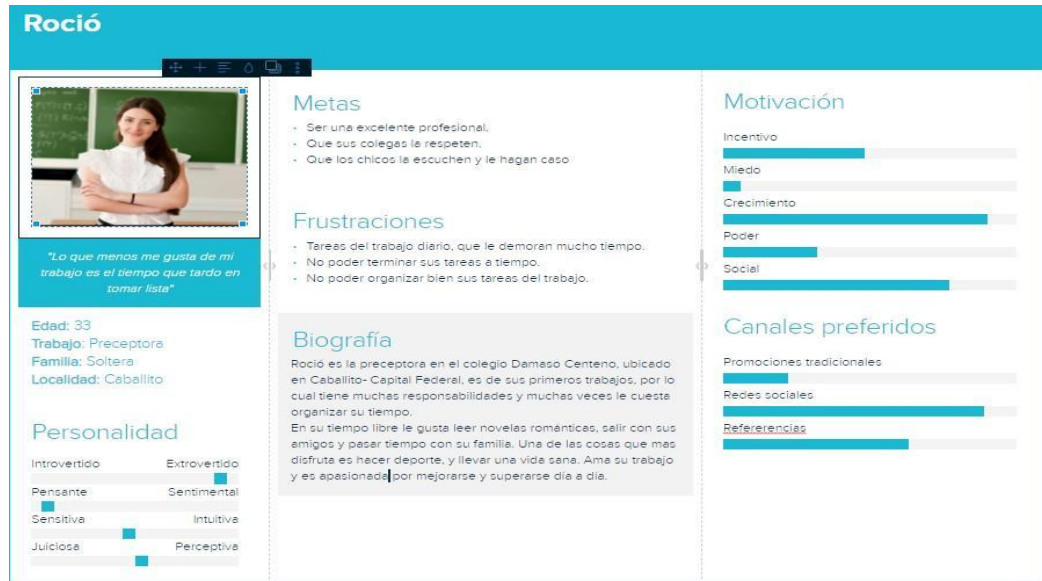 Roció
"Lo que menos me gusta de mi
trabajo es el tiempo que tardo en
tomar lista"
Edad: 33
Trabajo: Preceptora
Familia: Soltera
Localidad: Caballito
Personalidad
Introvertido Extrovertido
Pensante Sentimental
Sensitiva Intuitiva
Juiciosa Perceptiva
Metas
- Ser una excelente profesional.
- Que sus colegas la respeten.
- Que los chicos la escuchen y le hagan caso
Frustraciones
- Tareas del trabajo diario, que le demoran mucho tiempo.
- No poder terminar sus tareas a tiempo.
- No poder organizar bien sus tareas del trabajo.
Biografía
Roció es la preceptora en el colegio Damaso Centeno, ubicado
en Caballito- Capital Federal, es de sus primeros trabajos, por lo
cual tiene muchas responsabilidades y muchas veces le cuesta
organizar su tiempo.
En su tiempo libre le gusta leer novelas románticas, salir con sus
amigos y pasar tiempo con su familia. Una de las cosas que mas
disfruta es hacer deporte, y llevar una vida sana. Ama su trabajo
y es apasionada por mejorarse y superarse día a día.
Motivación
Incentivo
Miedo
Crecimiento
Poder
Social
Canales preferidos
Promociones tradicionales
Redes sociales
Refererencias